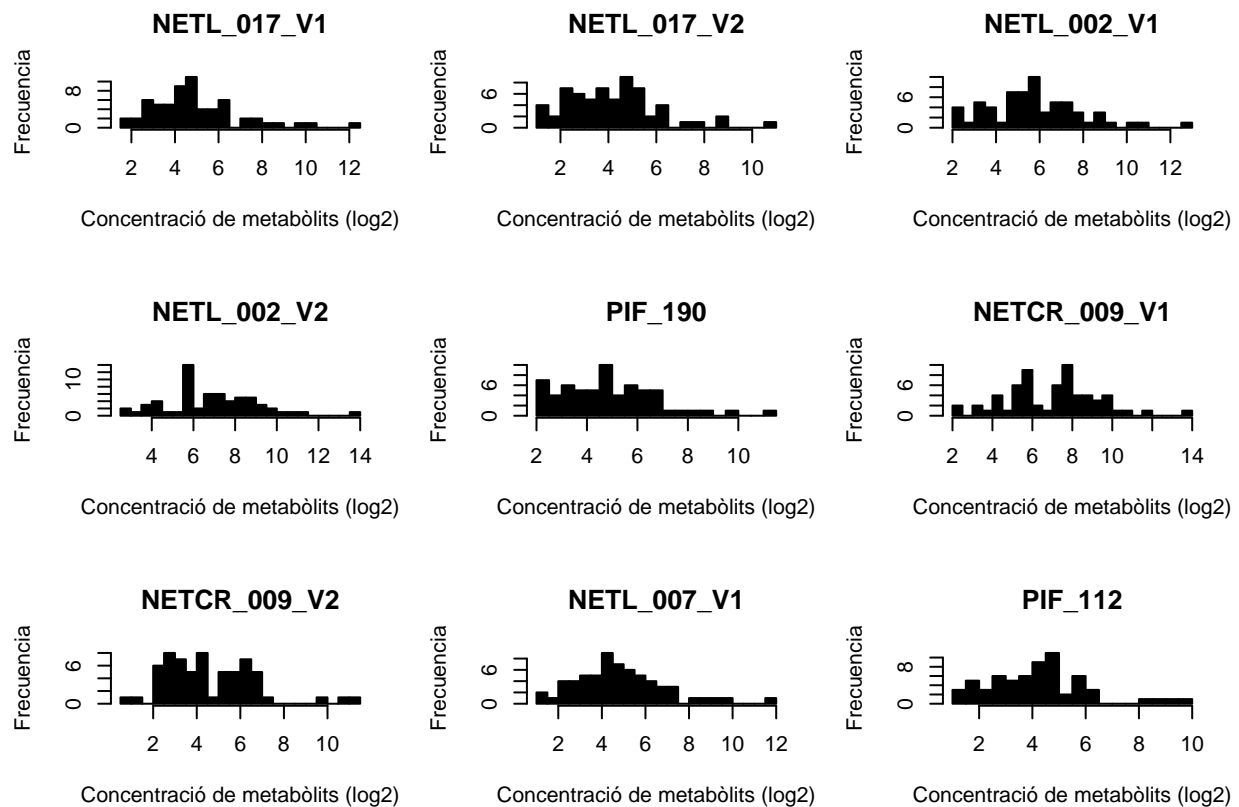 NETL_017_V1
Frecuencia
0 8
2 4 6 8 10 12
Concentració de metabòlits (log2)
NETL_017_V2
Frecuencia
0 6
2 4 6 8 10
Concentració de metabòlits (log2)
NETL_002_V1
Frecuencia
0 6
2 4 6 8 10 12
Concentració de metabòlits (log2)
NETL_002_V2
Frecuencia
0 10
4 6 8 10 12 14
Concentració de metabòlits (log2)
PIF_190
Frecuencia
0 6
2 4 6 8 10
Concentració de metabòlits (log2)
NETCR_009_V1
Frecuencia
0 6
2 4 6 8 10 14
Concentració de metabòlits (log2)
NETCR_009_V2
Frecuencia
0 6
2 4 6 8 10
Concentració de metabòlits (log2)
NETL_007_V1
Frecuencia
0 6
2 4 6 8 10 12
Concentració de metabòlits (log2)
PIF_112
Frecuencia
0 8
2 4 6 8 10
Concentració de metabòlits (log2)